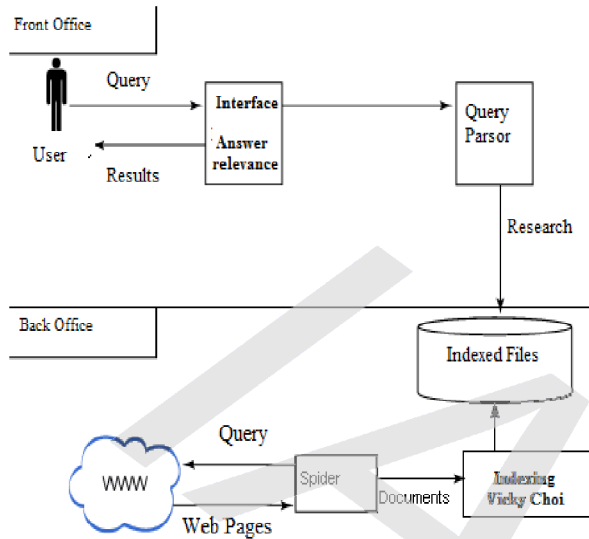 Front Office
Query
User
Results
Interface
Answer
relevance
Query
Parsor
Research
Back Office
Indexed Files
Query
WWW
Web Pages
Spider
Documents
Indexing
Vicky Choi